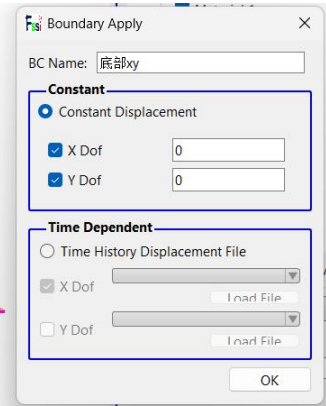 Fssi Boundary Apply
BC Name: 底部xy
Constant
Constant Displacement
X Dof 0
Y Dof 0
Time Dependent
Time History Displacement File
X Dof
Load File
Y Dof
Load File
OK